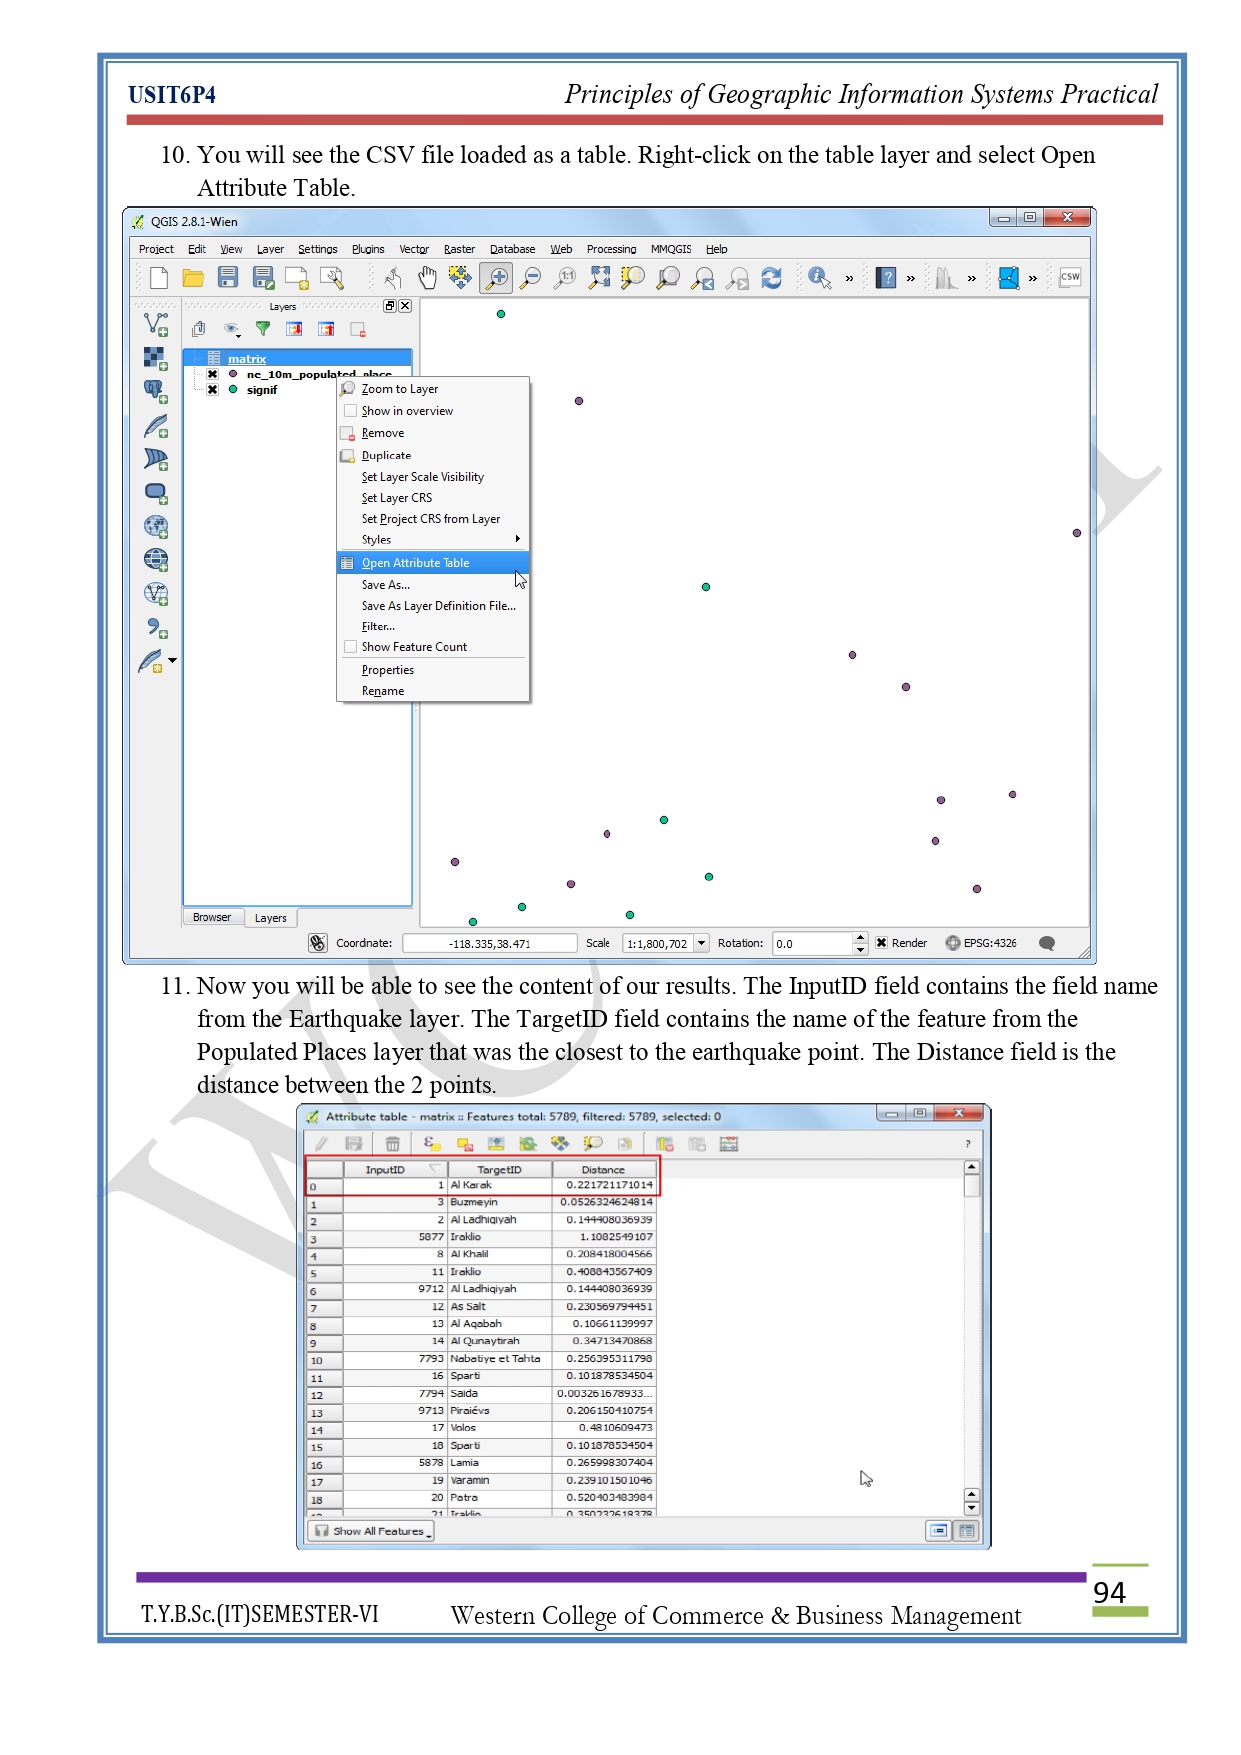 USIT6P4 Principles of Geographic Information Systems Practical
10. You will see the CSV file loaded as a table. Right-click on the table layer and select Open
Attribute Table.
QGIS 2.8.1-Wien
Project Edit View Layer Settings Plugins Vector Raster Database Web Processing MMQGIS Help
1:1 » » » » CSW
Layers
matrix
ne_10m_populated_place
signif
Zoom to Layer
Show in overview
Remove
Duplicate
Set Layer Scale Visibility
Set Layer CRS
Set Project CRS from Layer
Styles
Open Attribute Table
Save As...
Save As Layer Definition File...
Filter...
Show Feature Count
Properties
Rename
Browser Layers
Coordinate: -118.335,38.471 Scale 1:1,800,702 Rotation: 0.0 Render EPSG:4326
11. Now you will be able to see the content of our results. The InputID field contains the field name
from the Earthquake layer. The TargetID field contains the name of the feature from the
Populated Places layer that was the closest to the earthquake point. The Distance field is the
distance between the 2 points.
Attribute table - matrix :: Features total: 5789, filtered: 5789, selected: 0
?
InputID TargetID Distance
0 1 Al Karak 0.221721171014
1 3 Buzmeyin 0.0526324624814
2 2 Al Ladhiqiyah 0.144408036939
3 5877 Iraklio 1.1082549107
4 8 Al Khalil 0.208418004566
5 11 Iraklio 0.408843567409
6 9712 Al Ladhiqiyah 0.144408036939
7 12 As Salt 0.230569794451
8 13 Al Aqabah 0.10661139997
9 14 Al Qunaytirah 0.34713470868
10 7793 Nabatiye et Tahta 0.256395311798
11 16 Sparti 0.101878534504
12 7794 Saida 0.003261678933...
13 9713 Piraiévs 0.206150410754
14 17 Volos 0.4810609473
15 18 Sparti 0.101878534504
16 5878 Lamia 0.265998307404
17 19 Varamin 0.239101501046
18 20 Patra 0.520403483984
21 Iraklio 0.350232618378
Show All Features
94
T.Y.B.Sc.(IT)SEMESTER-VI Western College of Commerce & Business Management